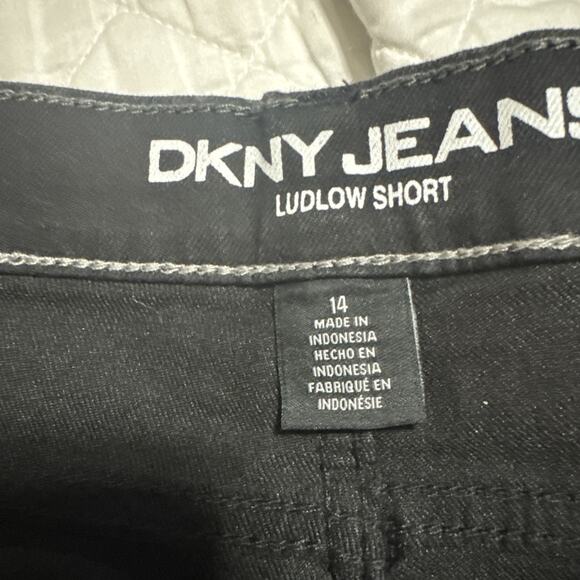 DKNY JEANS
LUDLOW SHORT
14
MADE IN
INDONESIA
HECHO EN
INDONESIA
FABRIQUÉ EN
INDONÉSIE